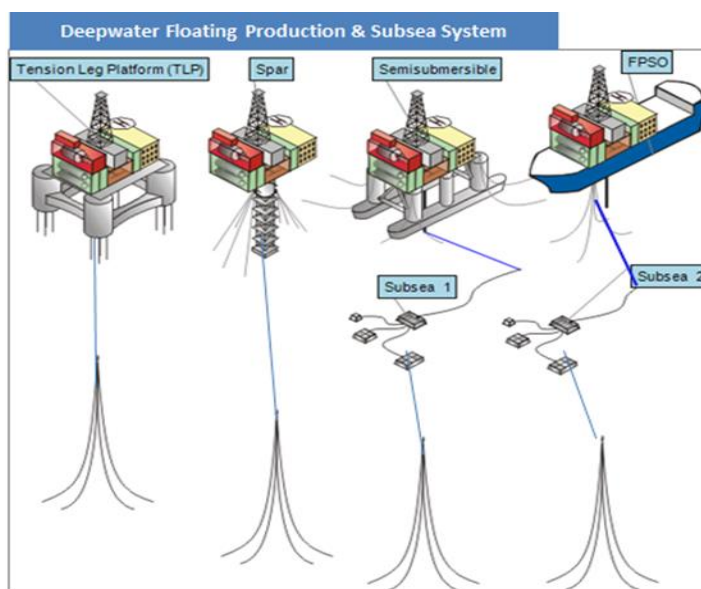 Deepwater Floating Production & Subsea System
Tension Leg Platform (TLP)
Spar
Semisubmersible
FPSO
Subsea 1
Subsea 2